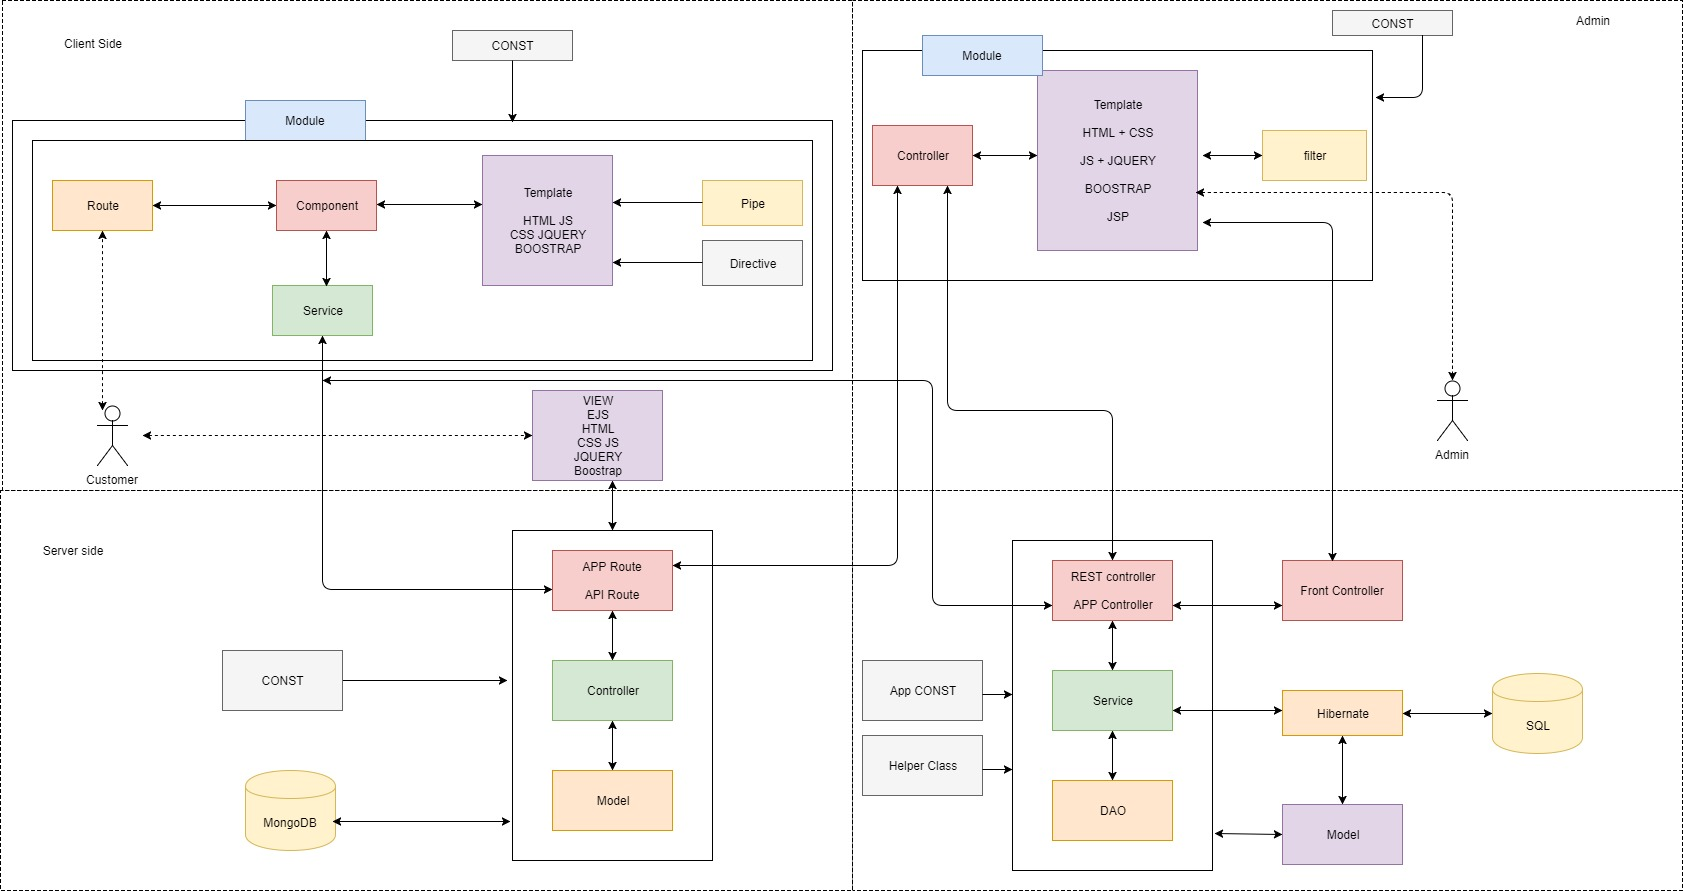 Client Side
CONST
Module
Route
Component
Template
HTML JS
CSS JQUERY
BOOSTRAP
Pipe
Directive
Service
Customer
VIEW
EJS
HTML
CSS JS
JQUERY
Boostrap
Admin
CONST
Module
Controller
Template
HTML + CSS
JS + JQUERY
BOOSTRAP
JSP
filter
Admin
Server side
APP Route
API Route
CONST
Controller
MongoDB
Model
REST controller
APP Controller
Front Controller
App CONST
Service
Hibernate
SQL
Helper Class
DAO
Model